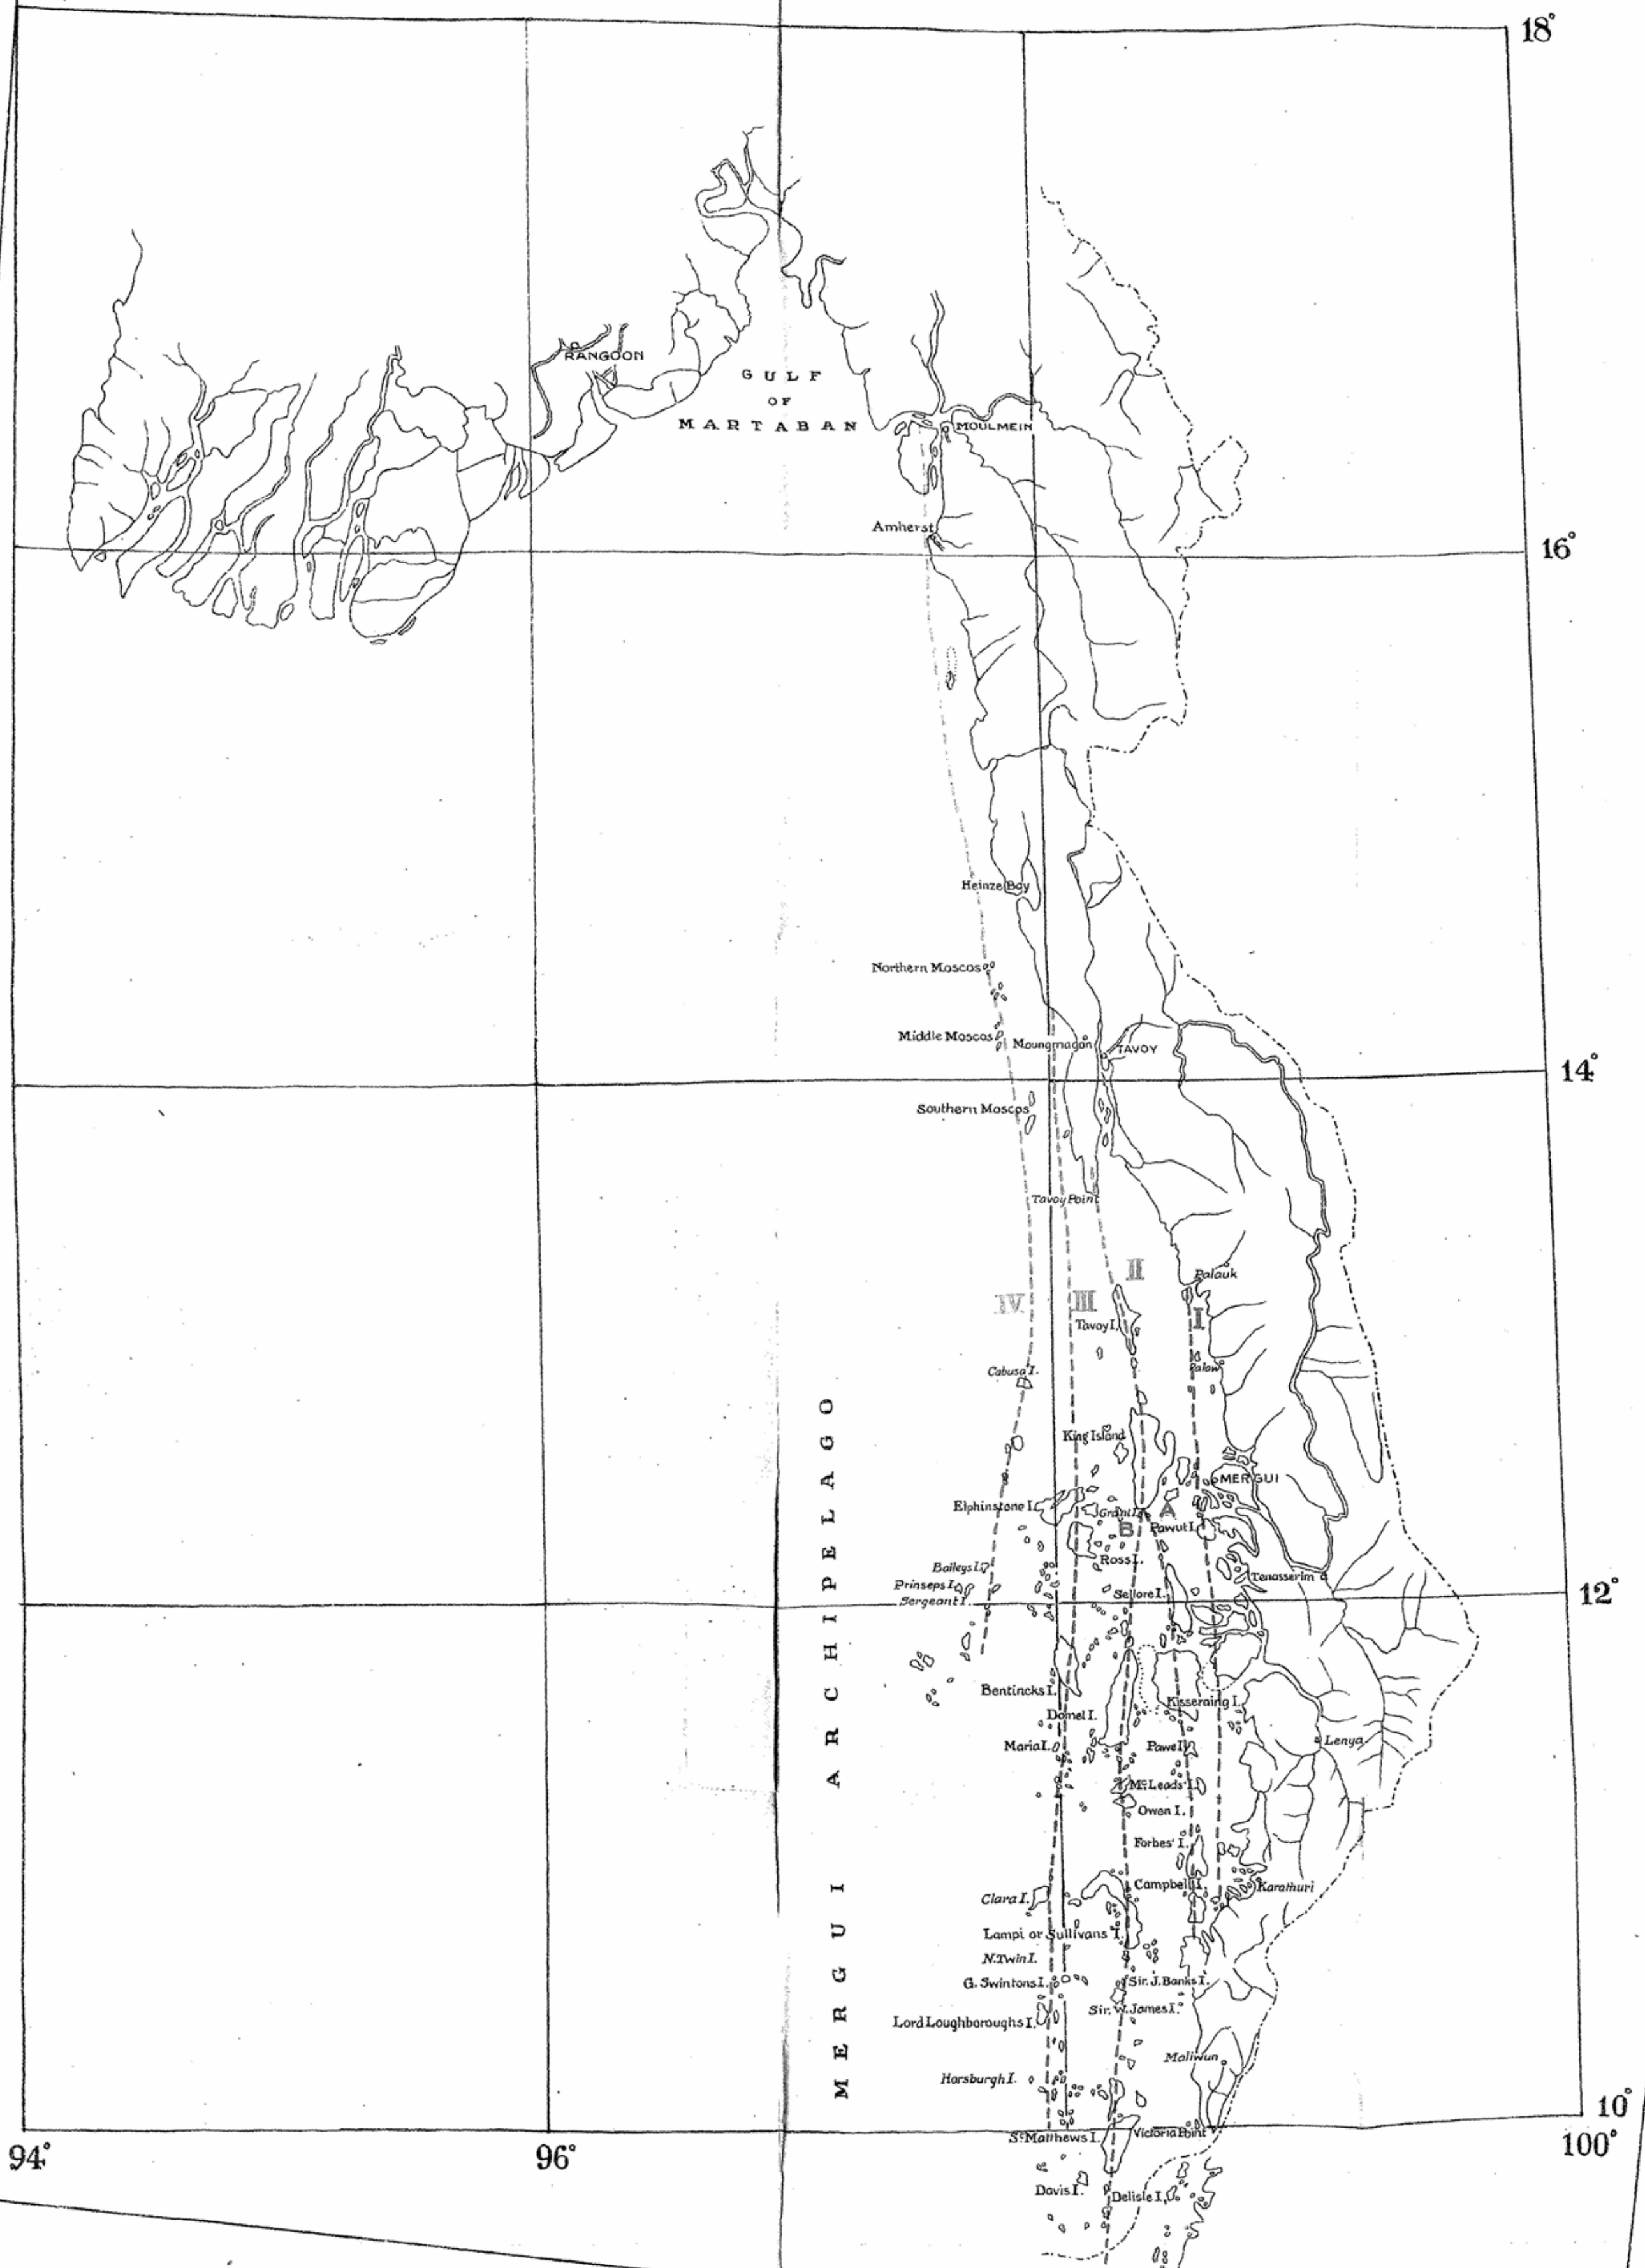 18°
RANGOON
GULF
OF
MARTABAN
MOULMEIN
Amherst
16°
Heinze Bay
Northern Moscos
Middle Moscos
Maungmagan
TAVOY
14°
Southern Moscos
Tavoy Point
II
Palauk
IV
III
I
Tavoy I.
Palaw
Cabusa I.
King Island
MERGUI
Elphinstone I.
Grant I.
A
B
Pawut I.
Ross I.
Baileys I.
Tenasserim
Prinseps I.
Sellore I.
12°
Sergeant I.
Bentincks I.
Kisseraing I.
Domel I.
Maria I.
Pawe I.
Lenya
McLeods I.
Owen I.
Forbes' I.
Campbell I.
Karathuri
Clara I.
Lampi or Sullivans I.
N. Twin I.
G. Swintons I.
Sir. J. Banks I.
Sir. W. James I.
Lord Loughboroughs I.
Maliwun
Horsburgh I.
MERGUI ARCHIPELAGO
10°
St Matthews I.
Victoria Point
94°
96°
100°
Davis I.
Delisle I.